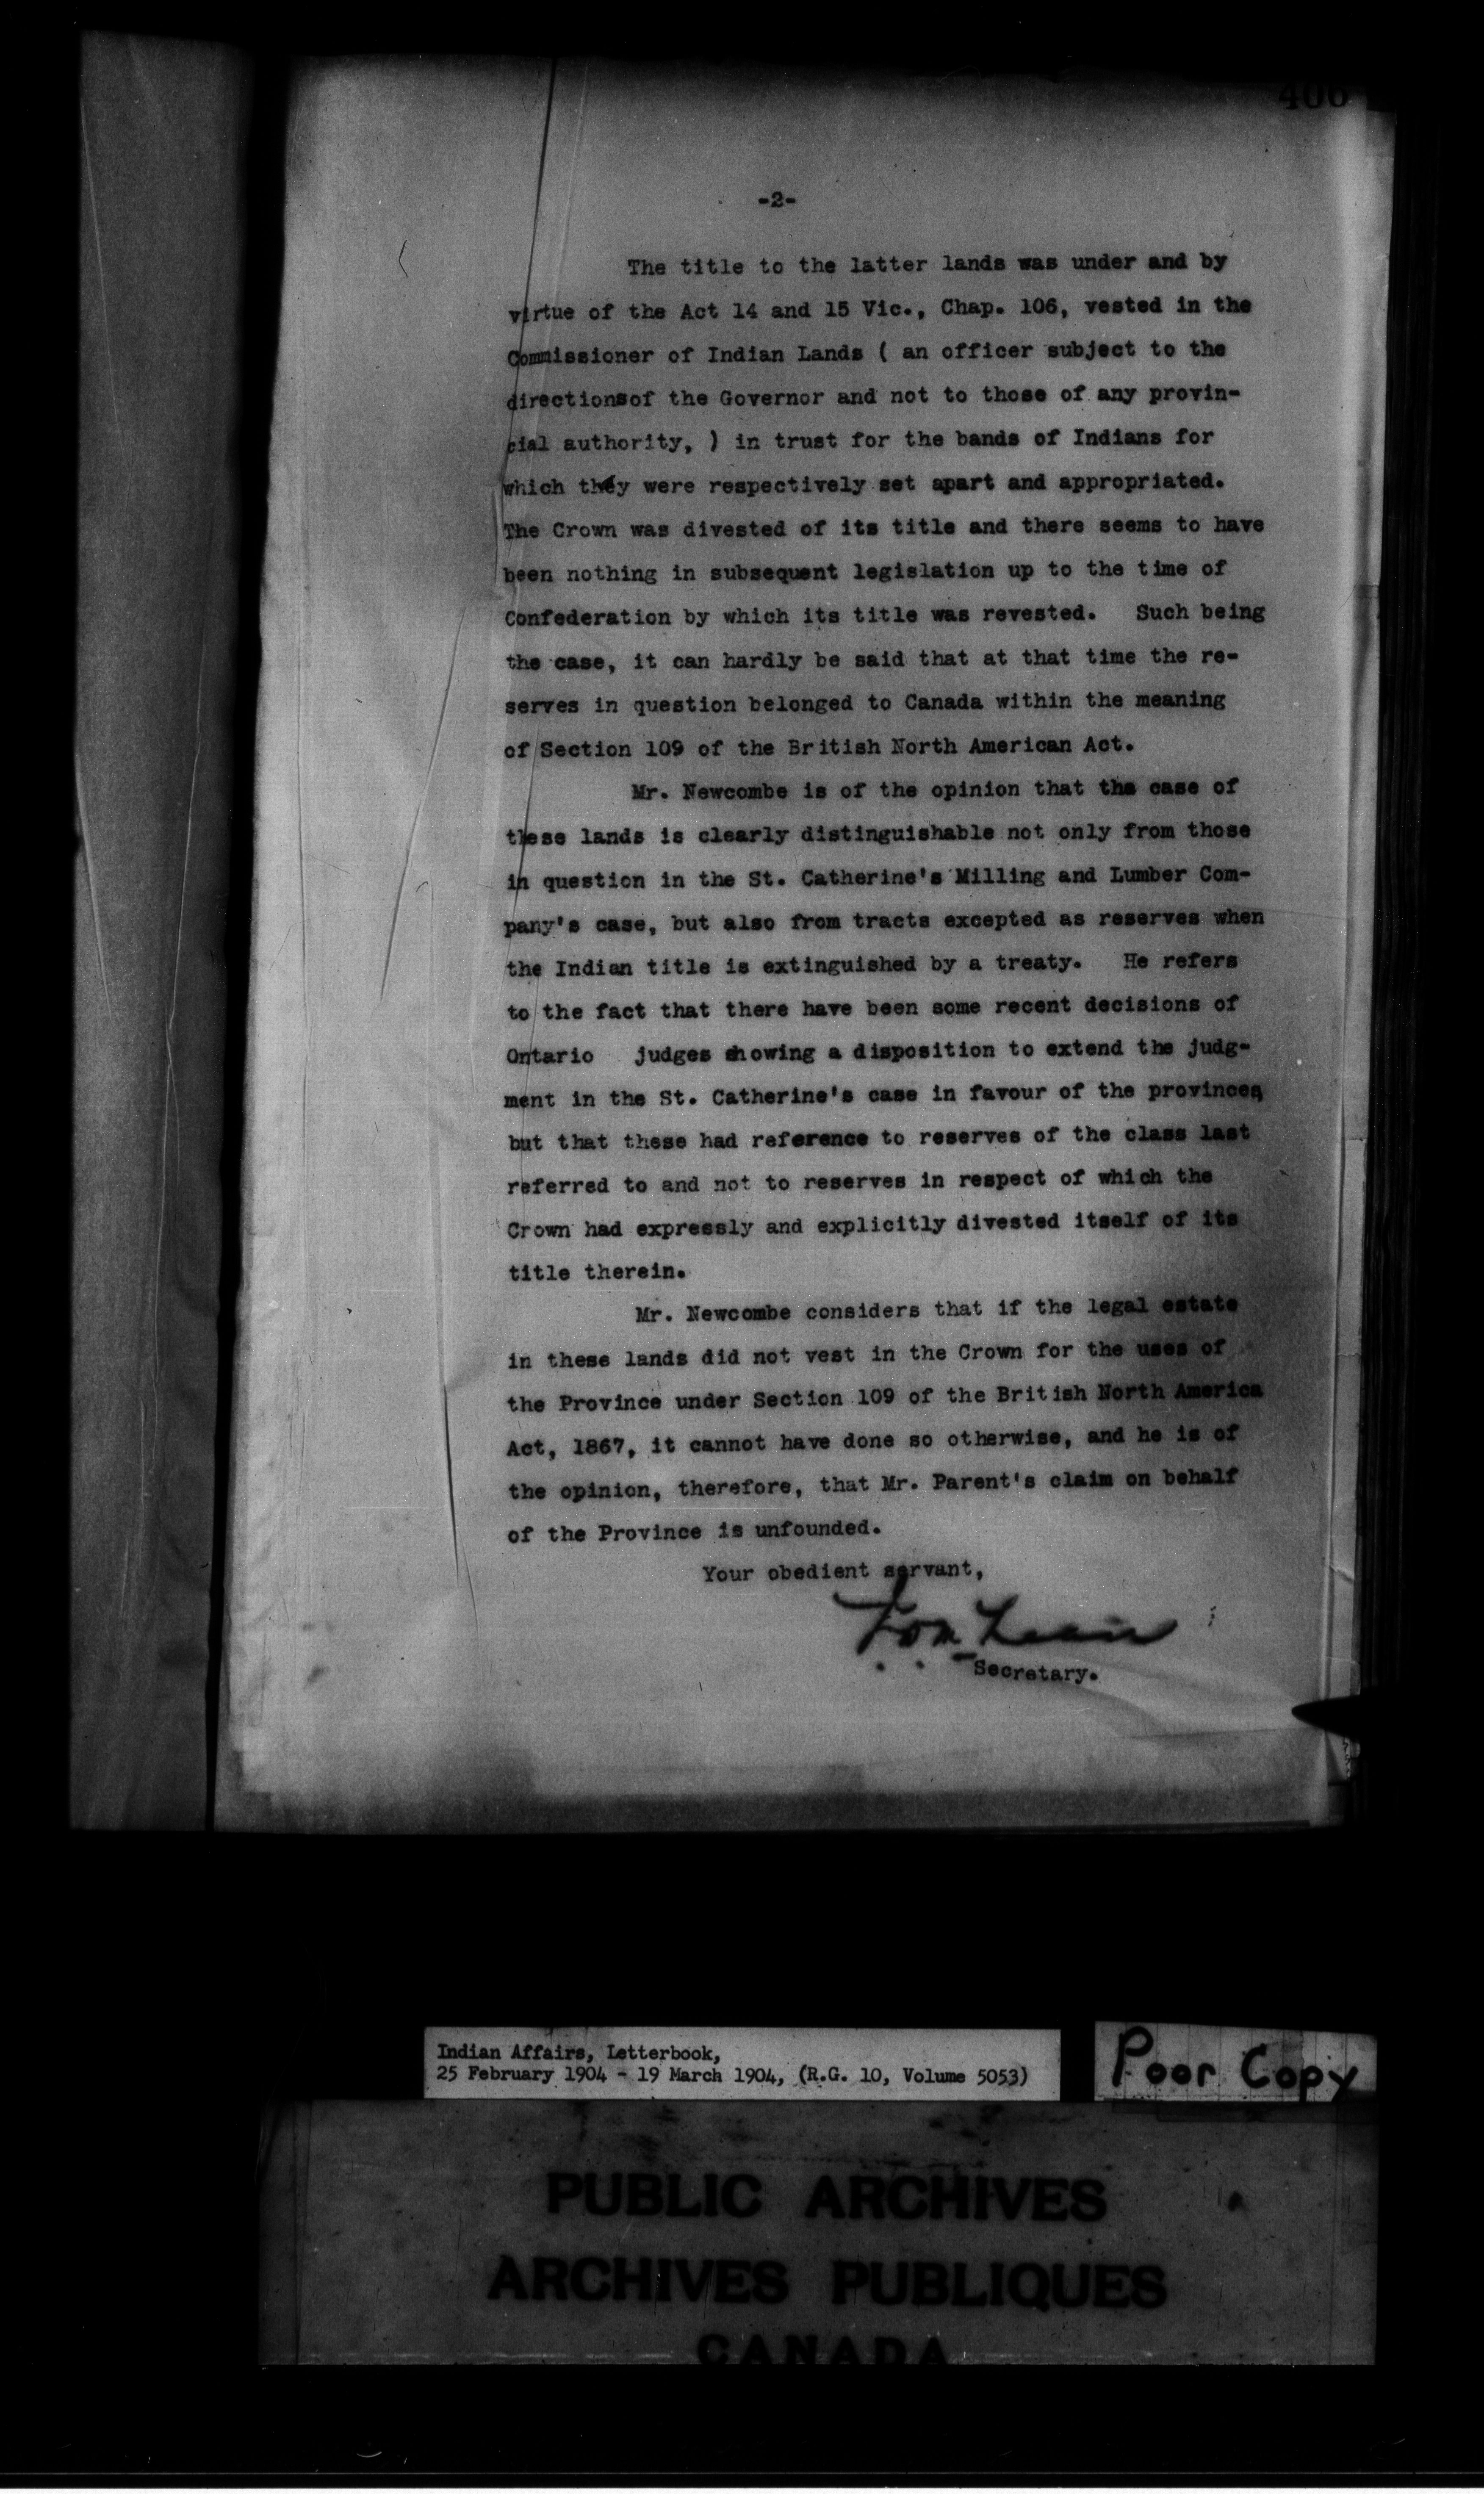 406
-2-
The title to the latter lands was under and by
virtue of the Act 14 and 15 Vic., Chap. 106, vested in the
Commissioner of Indian Lands ( an officer subject to the
directionsof the Governor and not to those of any provin-
cial authority, ) in trust for the bands of Indians for
which they were respectively set apart and appropriated.
The Crown was divested of its title and there seems to have
been nothing in subsequent legislation up to the time of
Confederation by which its title was revested. Such being
the case, it can hardly be said that at that time the re-
serves in question belonged to Canada within the meaning
of Section 109 of the British North American Act.
Mr. Newcombe is of the opinion that the case of
these lands is clearly distinguishable not only from those
in question in the St. Catherine's Milling and Lumber Com-
pany's case, but also from tracts excepted as reserves when
the Indian title is extinguished by a treaty. He refers
to the fact that there have been some recent decisions of
Ontario judges showing a disposition to extend the judg-
ment in the St. Catherine's case in favour of the provinces,
but that these had reference to reserves of the class last
referred to and not to reserves in respect of which the
Crown had expressly and explicitly divested itself of its
title therein.
Mr. Newcombe considers that if the legal estate
in these lands did not vest in the Crown for the uses of
the Province under Section 109 of the British North America
Act, 1867, it cannot have done so otherwise, and he is of
the opinion, therefore, that Mr. Parent's claim on behalf
of the Province is unfounded.
Your obedient servant,
Secretary.
Indian Affairs, Letterbook,
25 February 1904 - 19 March 1904, (R.G. 10, Volume 5053)
Poor Copy
PUBLIC ARCHIVES
ARCHIVES PUBLIQUES
CANADA